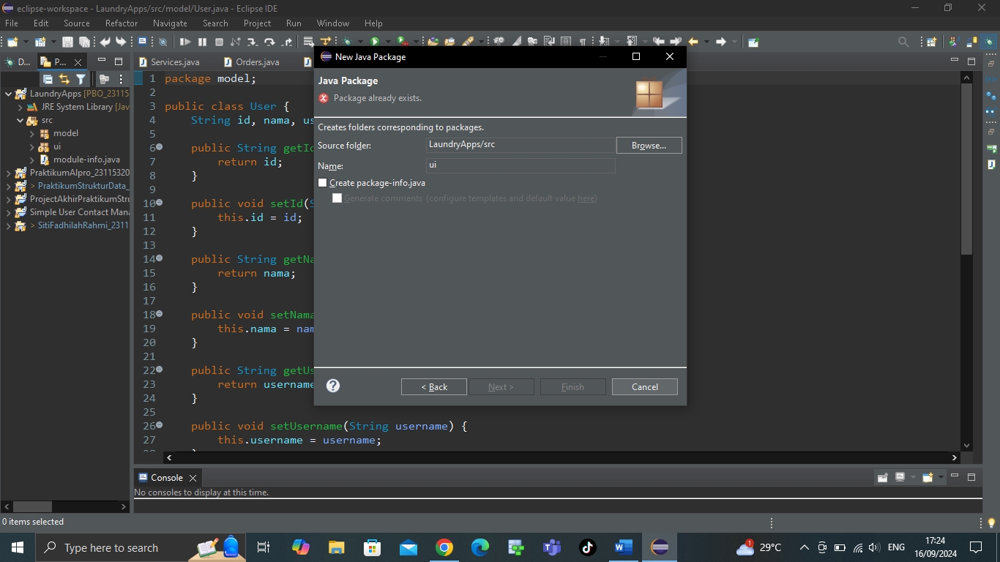 eclipse-workspace - LaundryApps/src/model/User.java - Eclipse IDE
File Edit Source Refactor Navigate Search Project Run Window Help
D... P... Services.java Orders.java
LaundryApps [PBO_23115
JRE System Library [Jav
src
model
ui
module-info.java
PraktikumAlpro_23115320
> PraktikumStrukturData_
ProjectAkhirPraktikumStru
Simple User Contact Mana
> SitiFadhilahRahmi_2311
1 package model;
2
3 public class User {
4 String id, nama, us
5
6 public String getId
7 return id;
8 }
9
10 public void setId(S
11 this.id = id;
12 }
13
14 public String getNa
15 return nama;
16 }
17
18 public void setNama
19 this.nama = nam
20 }
21
22 public String getUs
23 return username
24 }
25
26 public void setUsername(String username) {
27 this.username = username;
28 }
New Java Package
Java Package
Package already exists.
Creates folders corresponding to packages.
Source folder: LaundryApps/src Browse...
Name: ui
Create package-info.java
Generate comments (configure templates and default value here)
? < Back Next > Finish Cancel
Console
No consoles to display at this time.
0 items selected
Type here to search
1 29°C ENG 17:24
16/09/2024